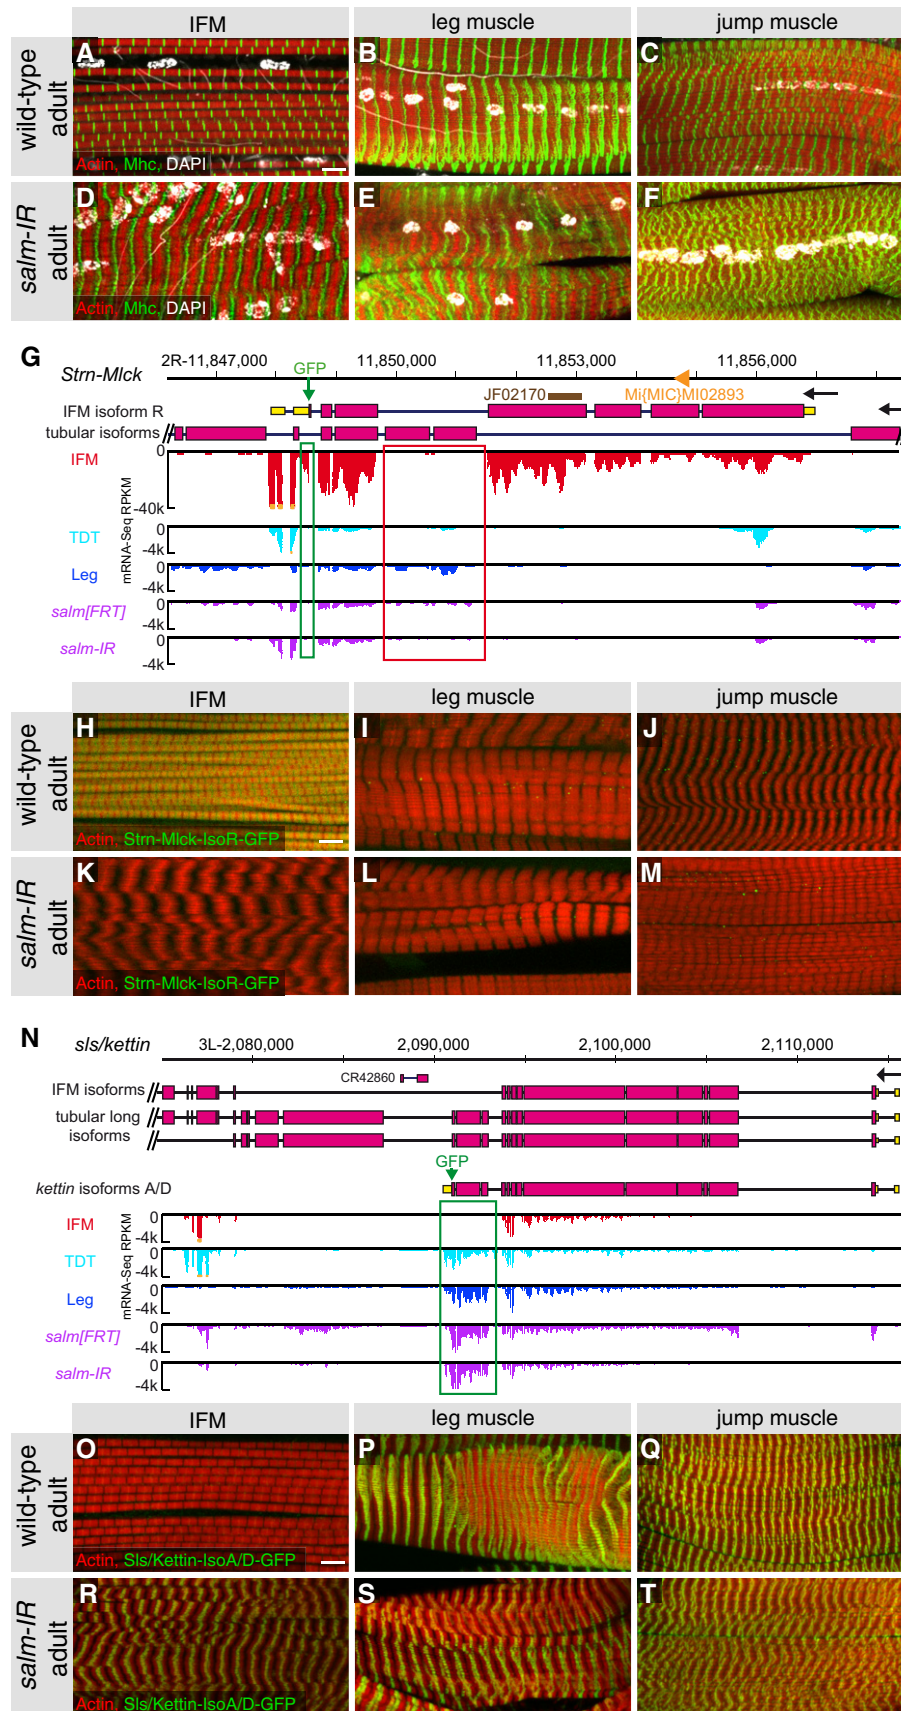 IFM
leg muscle
jump muscle
wild-type
adult
A
B
C
Actin, Mhc, DAPI
salm-IR
adult
D
E
F
Actin, Mhc, DAPI
G
2R-11,847,000
11,850,000
11,853,000
11,856,000
Strn-Mlck
GFP
JF02170
Mi{MIC}MI02893
IFM isoform R
tubular isoforms
mRNA-Seq RPKM
IFM
0
-40k
TDT
0
-4k
Leg
0
-4k
salm[FRT]
0
salm-IR
0
-4k
IFM
leg muscle
jump muscle
wild-type
adult
H
I
J
Actin, Strn-Mlck-IsoR-GFP
salm-IR
adult
K
L
M
Actin, Strn-Mlck-IsoR-GFP
N
sls/kettin
3L-2,080,000
2,090,000
2,100,000
2,110,000
CR42860
IFM isoforms
tubular long
isoforms
GFP
kettin isoforms A/D
mRNA-Seq RPKM
IFM
0
-4k
TDT
0
-4k
Leg
0
-4k
salm[FRT]
0
-4k
salm-IR
0
-4k
IFM
leg muscle
jump muscle
wild-type
adult
O
P
Q
Actin, Sls/Kettin-IsoA/D-GFP
salm-IR
adult
R
S
T
Actin, Sls/Kettin-IsoA/D-GFP